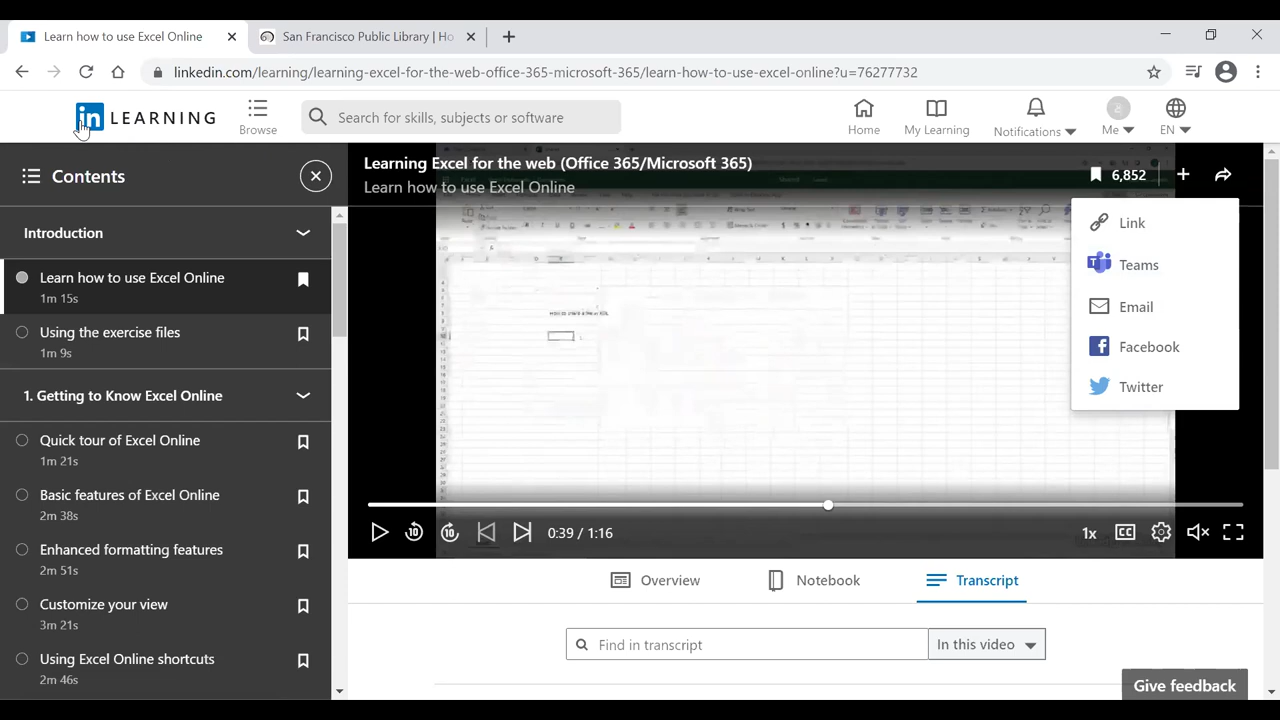 Learn how to use Excel Online
San Francisco Public Library | Ho
linkedin.com/learning/learning-excel-for-the-web-office-365-microsoft-365/learn-how-to-use-excel-online?u=76277732
in LEARNING
Browse
Search for skills, subjects or software
Home
My Learning
Notifications
Me
EN
Contents
Learning Excel for the web (Office 365/Microsoft 365)
Learn how to use Excel Online
6,852
Link
Teams
Email
Facebook
Twitter
Introduction
Learn how to use Excel Online
1m 15s
Using the exercise files
1m 9s
1. Getting to Know Excel Online
Quick tour of Excel Online
1m 21s
Basic features of Excel Online
2m 38s
Enhanced formatting features
2m 51s
Customize your view
3m 21s
Using Excel Online shortcuts
2m 46s
10
10
0:39 / 1:16
1x
CC
Overview
Notebook
Transcript
Find in transcript
In this video
Give feedback